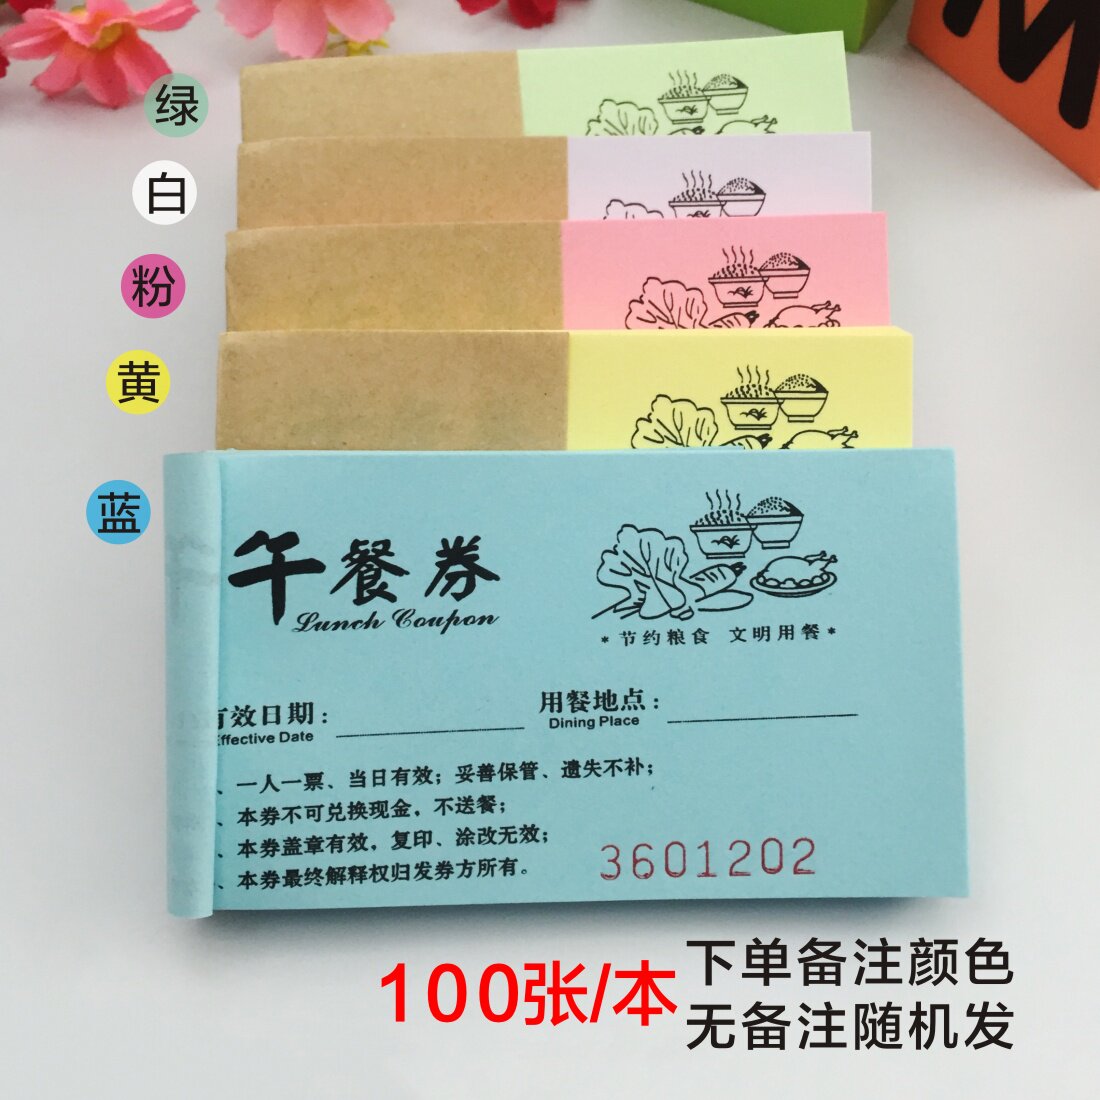 M
绿
白
粉
黄
蓝
午餐券
Lunch Coupon
*节约粮食 文明用餐*
有效日期:
Effective Date
用餐地点:
Dining Place
、一人一票、当日有效;妥善保管、遗失不补;
、本券不可兑换现金,不送餐;
、本券盖章有效,复印、涂改无效;
、本券最终解释权归发券方所有。
3601202
100张/本
下单备注颜色
无备注随机发